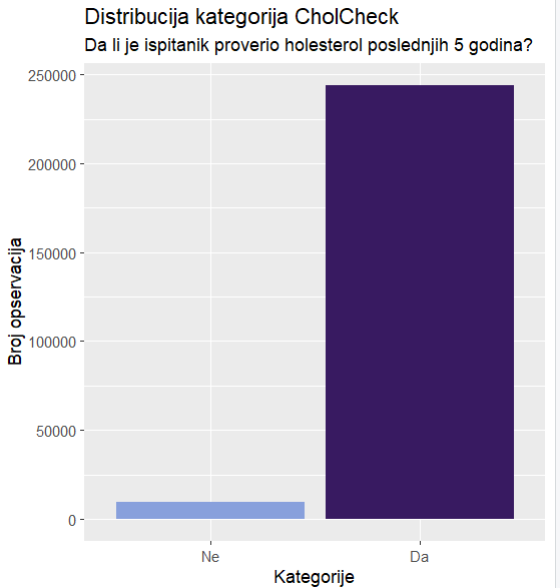 Distribucija kategorija CholCheck
Da li je ispitanik proverio holesterol poslednjih 5 godina?
Broj opservacija
250000
200000
150000
100000
50000
0
Ne Da
Kategorije